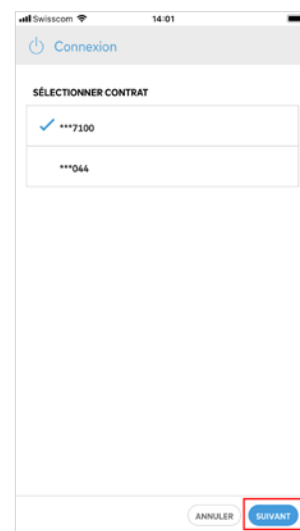 Swisscom 14:01
Connexion
SÉLECTIONNER CONTRAT
***7100
***044
ANNULER SUIVANT